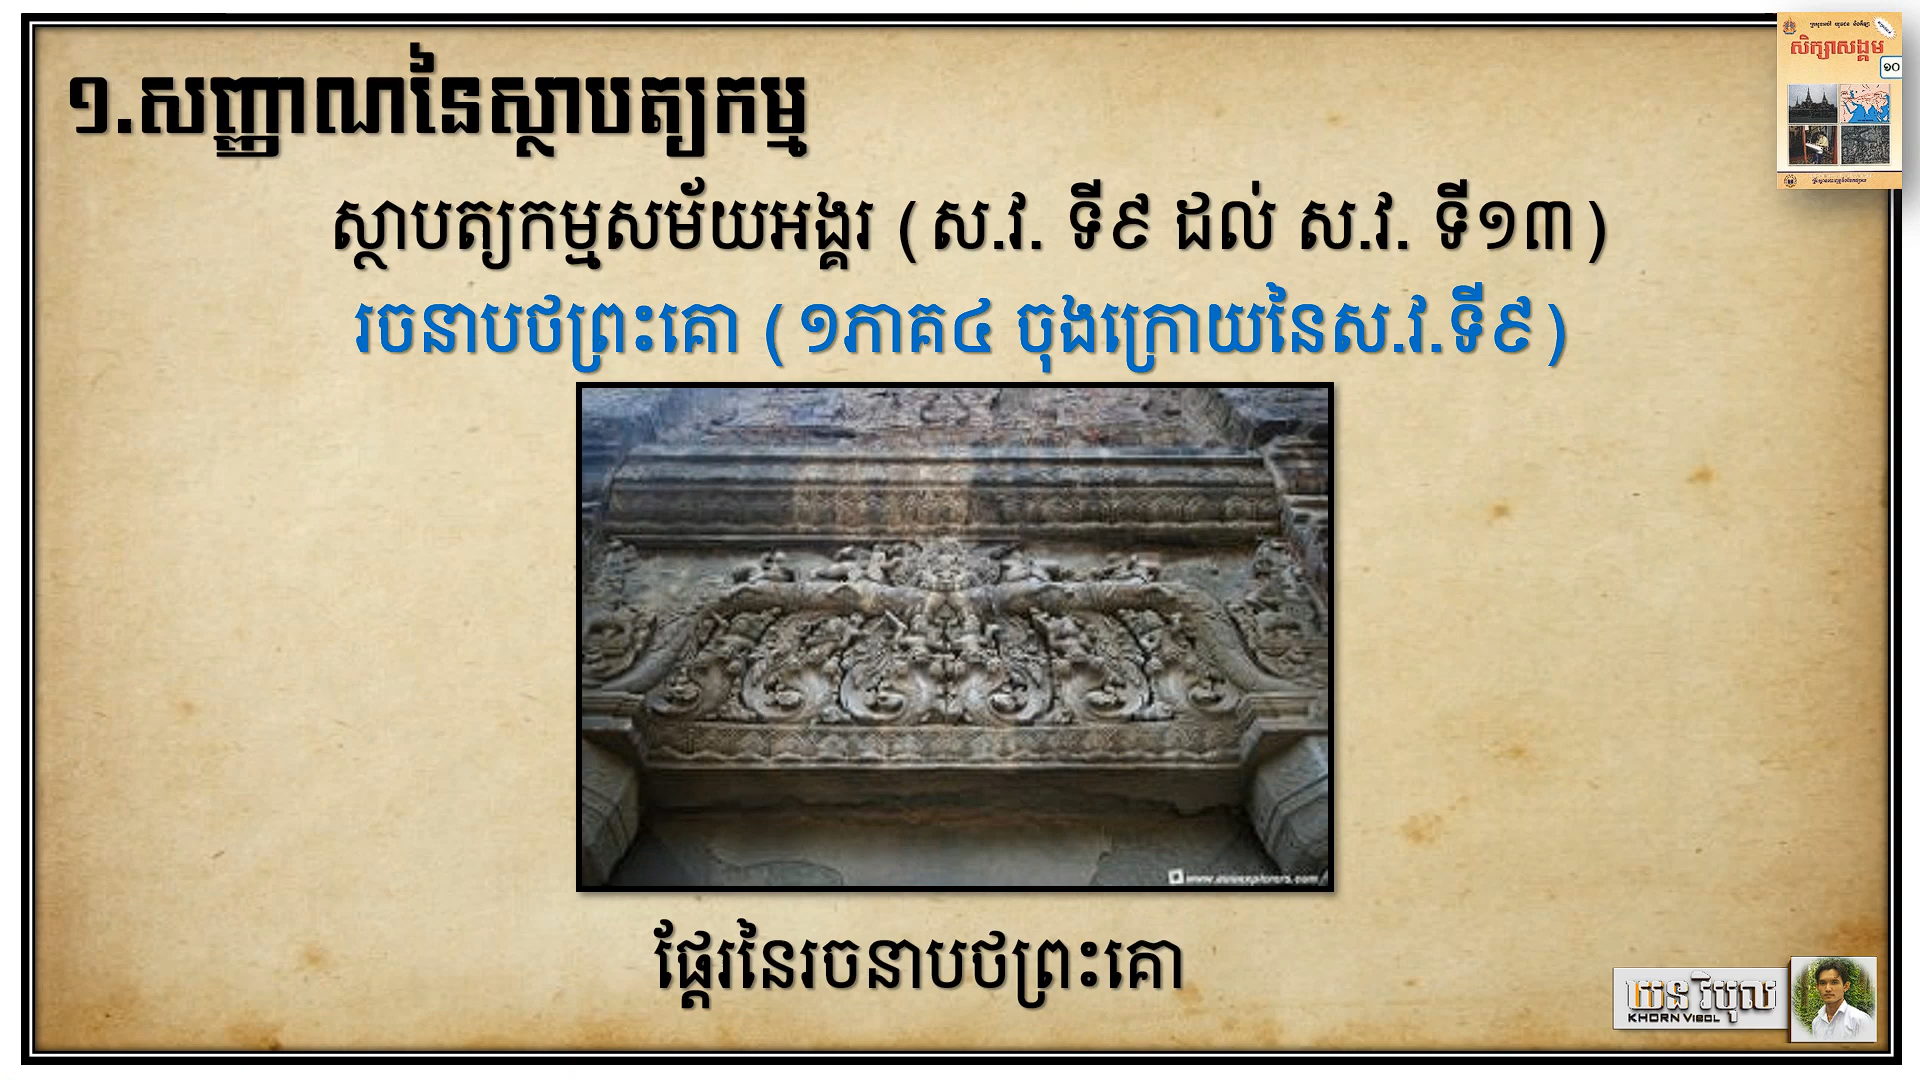 ១.សញ្ញាណនៃស្ថាបត្យកម្ម
សិក្សាសង្គម
១០
ស្ថាបត្យកម្មសម័យអង្គរ (ស.វ. ទី៩ ដល់ ស.វ. ទី១៣)
រចនាបថព្រះគោ (១ភាគ៤ ចុងក្រោយនៃស.វ.ទី៩)
ផ្តែរនៃរចនាបថព្រះគោ
យន វិបុល
KHORN VIBOL